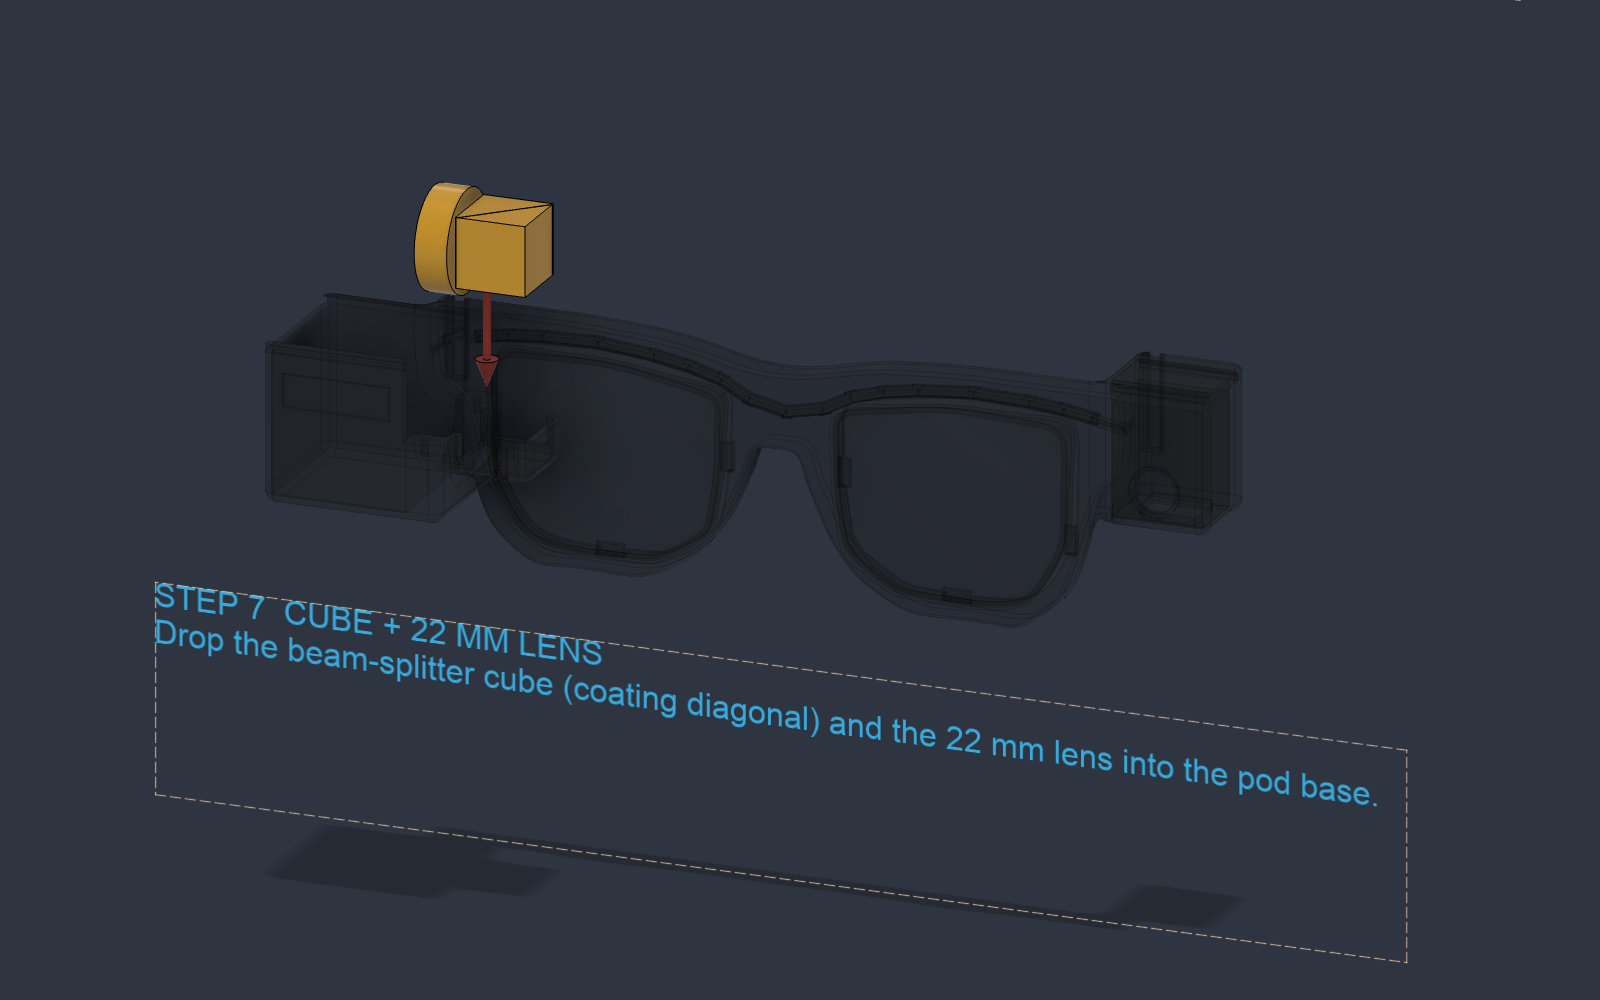 STEP 7  CUBE + 22 MM LENS
Drop the beam-splitter cube (coating diagonal) and the 22 mm lens into the pod base.